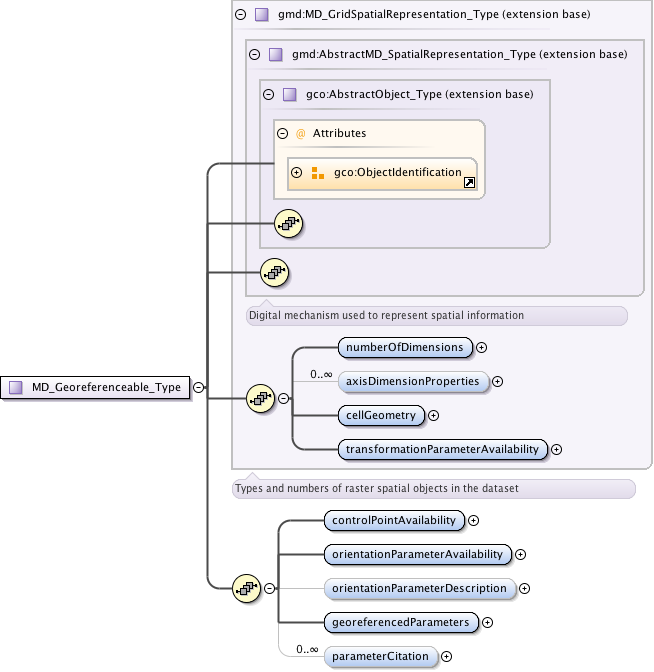 gmd:MD_GridSpatialRepresentation_Type (extension base)
gmd:AbstractMD_SpatialRepresentation_Type (extension base)
gco:AbstractObject_Type (extension base)
@ Attributes
gco:ObjectIdentification
Digital mechanism used to represent spatial information
numberOfDimensions
0..∞
axisDimensionProperties
MD_Georeferenceable_Type
cellGeometry
transformationParameterAvailability
Types and numbers of raster spatial objects in the dataset
controlPointAvailability
orientationParameterAvailability
orientationParameterDescription
georeferencedParameters
0..∞
parameterCitation